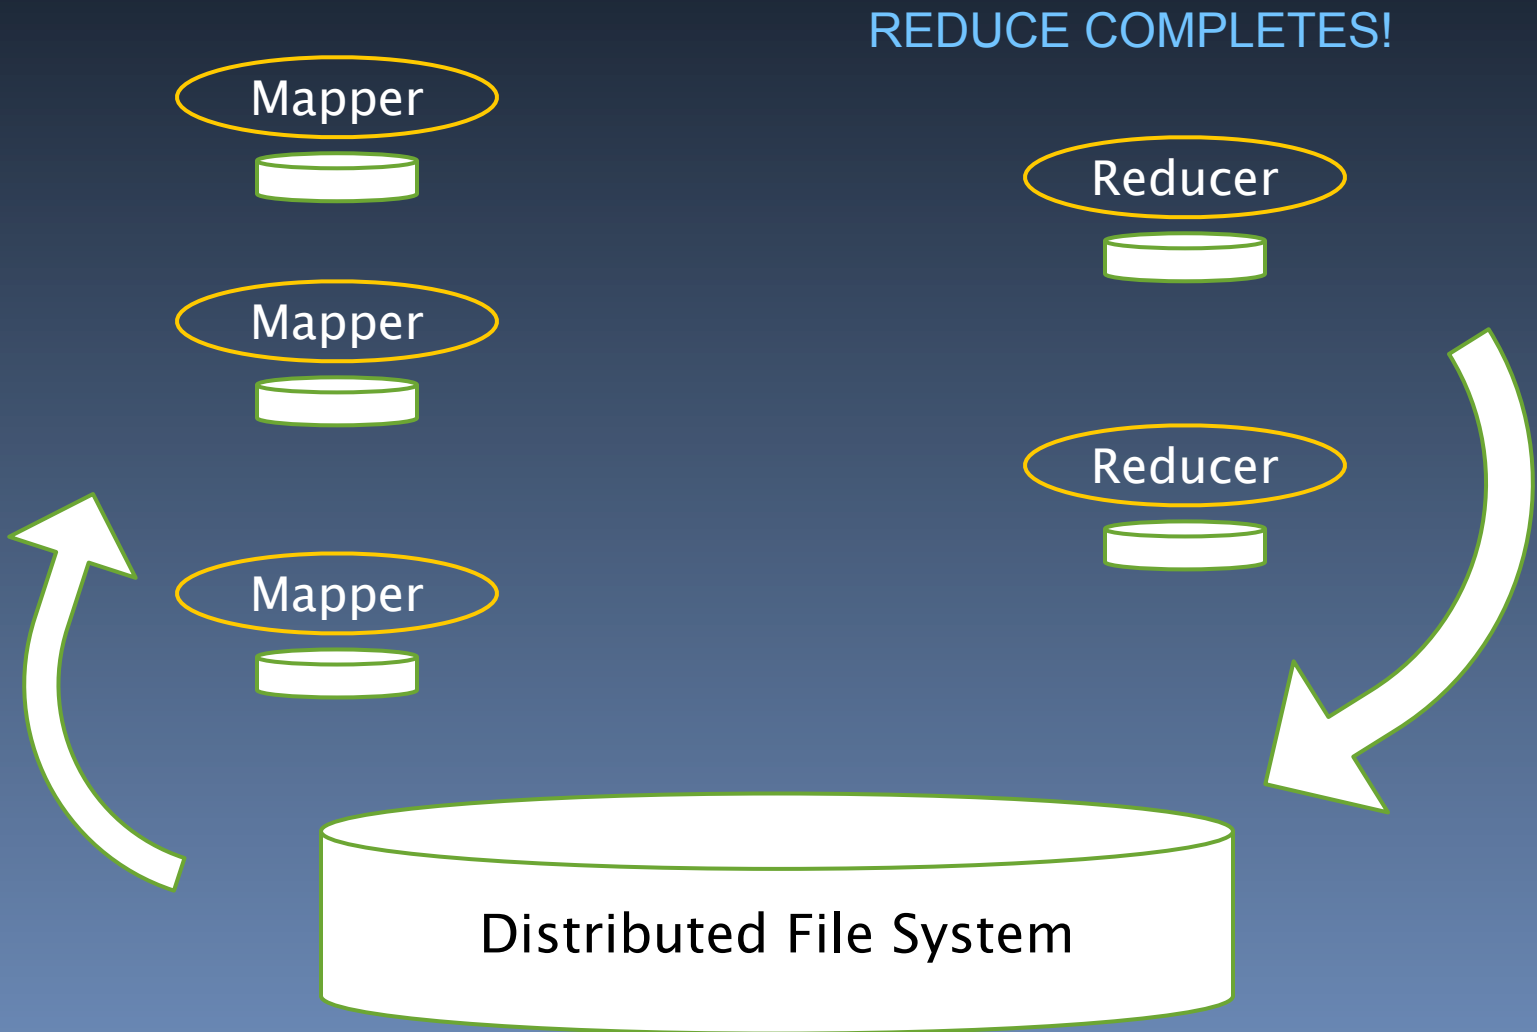 REDUCE COMPLETES!
Mapper
Reducer
Mapper
Reducer
Mapper
Distributed File System